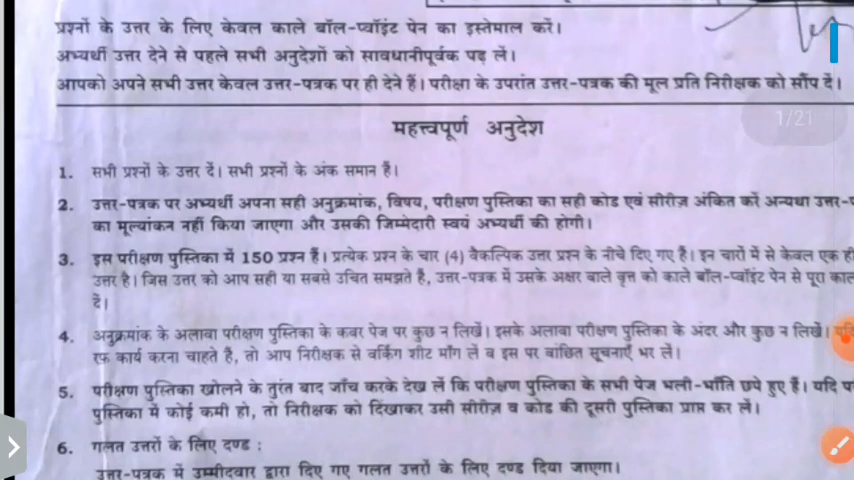 प्रश्नों के उत्तर के लिए केवल काले बॉल-प्वॉइंट पेन का इस्तेमाल करें।
अभ्यर्थी उत्तर देने से पहले सभी अनुदेशों को सावधानीपूर्वक पढ़ लें।
आपको अपने सभी उत्तर केवल उत्तर-पत्रक पर ही देने हैं। परीक्षा के उपरांत उत्तर-पत्रक की मूल प्रति निरीक्षक को सौंप दें।
महत्त्वपूर्ण अनुदेश
1/21
1. सभी प्रश्नों के उत्तर दें। सभी प्रश्नों के अंक समान हैं।
2. उत्तर-पत्रक पर अभ्यर्थी अपना सही अनुक्रमांक, विषय, परीक्षण पुस्तिका का सही कोड एवं सीरीज़ अंकित करें अन्यथा उत्तर-
का मूल्यांकन नहीं किया जाएगा और उसकी जिम्मेदारी स्वयं अभ्यर्थी की होगी।
3. इस परीक्षण पुस्तिका में 150 प्रश्न हैं। प्रत्येक प्रश्न के चार (4) वैकल्पिक उत्तर प्रश्न के नीचे दिए गए हैं। इन चारों में से केवल एक ही
उत्तर है। जिस उत्तर को आप सही या सबसे उचित समझते हैं, उत्तर-पत्रक में उसके अक्षर वाले वृत्त को काले बॉल-प्वॉइंट पेन से पूरा काल
दें।
4. अनुक्रमांक के अलावा परीक्षण पुस्तिका के कवर पेज पर कुछ न लिखें। इसके अलावा परीक्षण पुस्तिका के अंदर और कुछ न लिखें।
रफ़ कार्य करना चाहते हैं, तो आप निरीक्षक से वर्किंग शीट माँग लें व इस पर वांछित सूचनाएँ भर लें।
5. परीक्षण पुस्तिका खोलने के तुरंत बाद जाँच करके देख लें कि परीक्षण पुस्तिका के सभी पेज भली-भाँति छपे हुए हैं। यदि
पुस्तिका में कोई कमी हो, तो निरीक्षक को दिखाकर उसी सीरीज़ व कोड की दूसरी पुस्तिका प्राप्त कर लें।
6. गलत उत्तरों के लिए दण्ड :
उत्तर-पत्रक में उम्मीदवार द्वारा दिए गए गलत उत्तरों के लिए दण्ड दिया जाएगा।